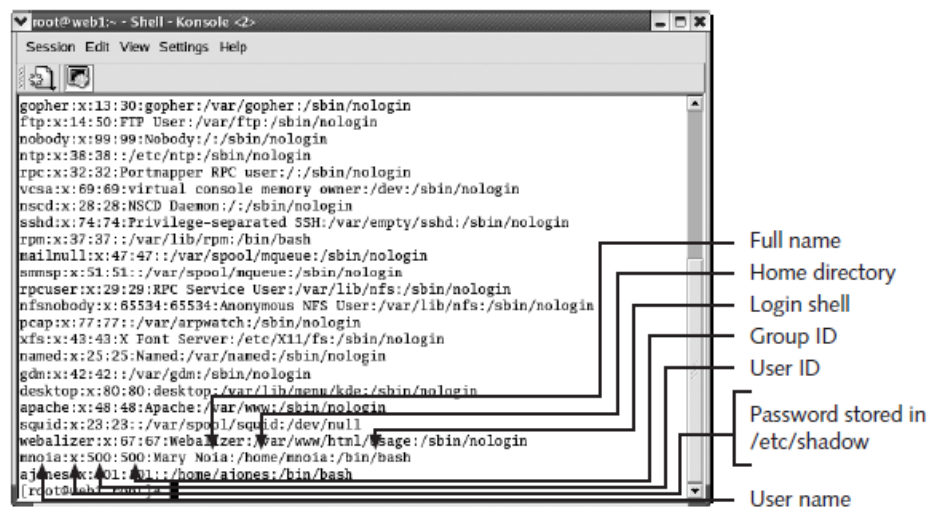 root@web1:~ - Shell - Konsole <2>
Session Edit View Settings Help
gopher:x:13:30:gopher:/var/gopher:/sbin/nologin
ftp:x:14:50:FTP User:/var/ftp:/sbin/nologin
nobody:x:99:99:Nobody:/:/sbin/nologin
ntp:x:38:38::/etc/ntp:/sbin/nologin
rpc:x:32:32:Portmapper RPC user:/:/sbin/nologin
vcsa:x:69:69:virtual console memory owner:/dev:/sbin/nologin
nscd:x:28:28:NSCD Daemon:/:/sbin/nologin
sshd:x:74:74:Privilege-separated SSH:/var/empty/sshd:/sbin/nologin
rpm:x:37:37::/var/lib/rpm:/bin/bash
mailnull:x:47:47::/var/spool/mqueue:/sbin/nologin
smmsp:x:51:51::/var/spool/mqueue:/sbin/nologin
rpcuser:x:29:29:RPC Service User:/var/lib/nfs:/sbin/nologin
nfsnobody:x:65534:65534:Anonymous NFS User:/var/lib/nfs:/sbin/nologin
pcap:x:77:77::/var/arpwatch:/sbin/nologin
xfs:x:43:43:X Font Server:/etc/X11/fs:/sbin/nologin
named:x:25:25:Named:/var/named:/sbin/nologin
gdm:x:42:42::/var/gdm:/sbin/nologin
desktop:x:80:80:desktop:/var/lib/menu/kde:/sbin/nologin
apache:x:48:48:Apache:/var/www:/sbin/nologin
squid:x:23:23::/var/spool/squid:/dev/null
webalizer:x:67:67:Webalizer:/var/www/html/usage:/sbin/nologin
mnoia:x:500:500:Mary Noia:/home/mnoia:/bin/bash
ajones:x:501:501::/home/ajones:/bin/bash
Full name
Home directory
Login shell
Group ID
User ID
Password stored in
/etc/shadow
User name